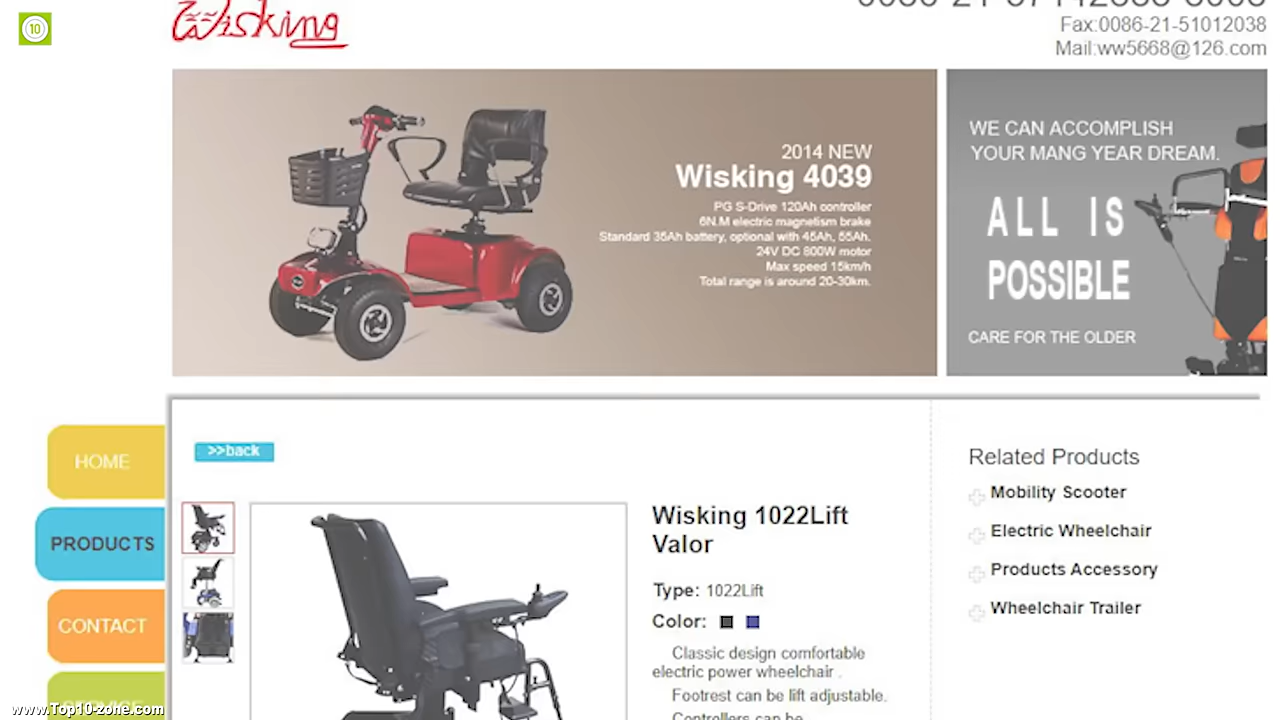 10
Wisking
Fax:0086-21-51012038
Mail:ww5668@126.com
2014 NEW
Wisking 4039
PG S-Drive 120Ah controller
6N.M electric magnetism brake
Standard 35Ah battery, optional with 45Ah, 55Ah.
24V DC 800W motor
Max speed 15km/h
Total range is around 20-30km.
WE CAN ACCOMPLISH
YOUR MANG YEAR DREAM.
ALL IS
POSSIBLE
CARE FOR THE OLDER
HOME
PRODUCTS
CONTACT
>>back
Wisking 1022Lift
Valor
Type: 1022Lift
Color:
Classic design comfortable
electric power wheelchair .
Footrest can be lift adjustable.
Controllers can be
Related Products
Mobility Scooter
Electric Wheelchair
Products Accessory
Wheelchair Trailer
www.Top10-zone.com